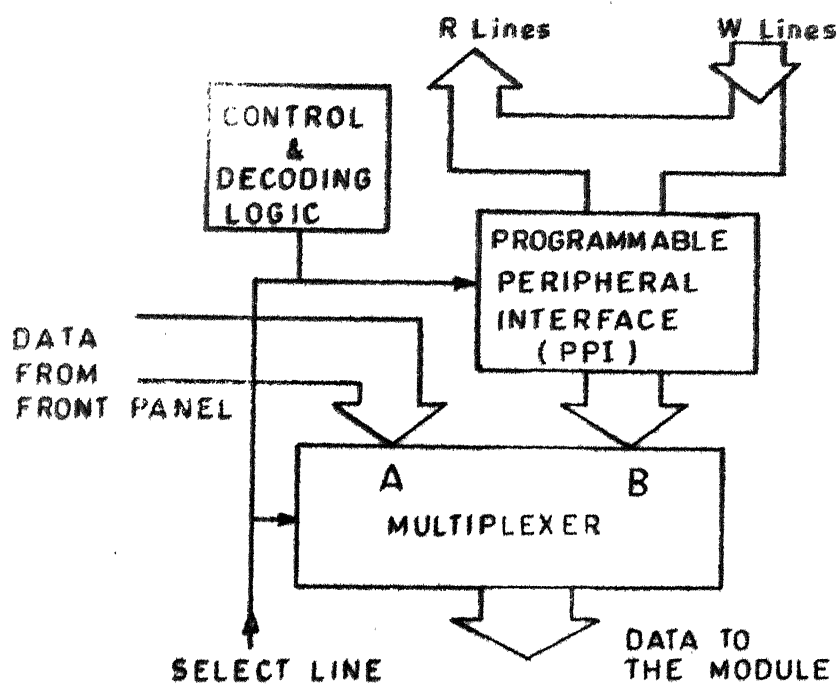 R Lines
W Lines
CONTROL
&
DECODING
LOGIC
PROGRAMMABLE
PERIPHERAL
INTERFACE
( PPI )
DATA
FROM
FRONT PANEL
A
B
MULTIPLEXER
SELECT LINE
DATA TO
THE MODULE